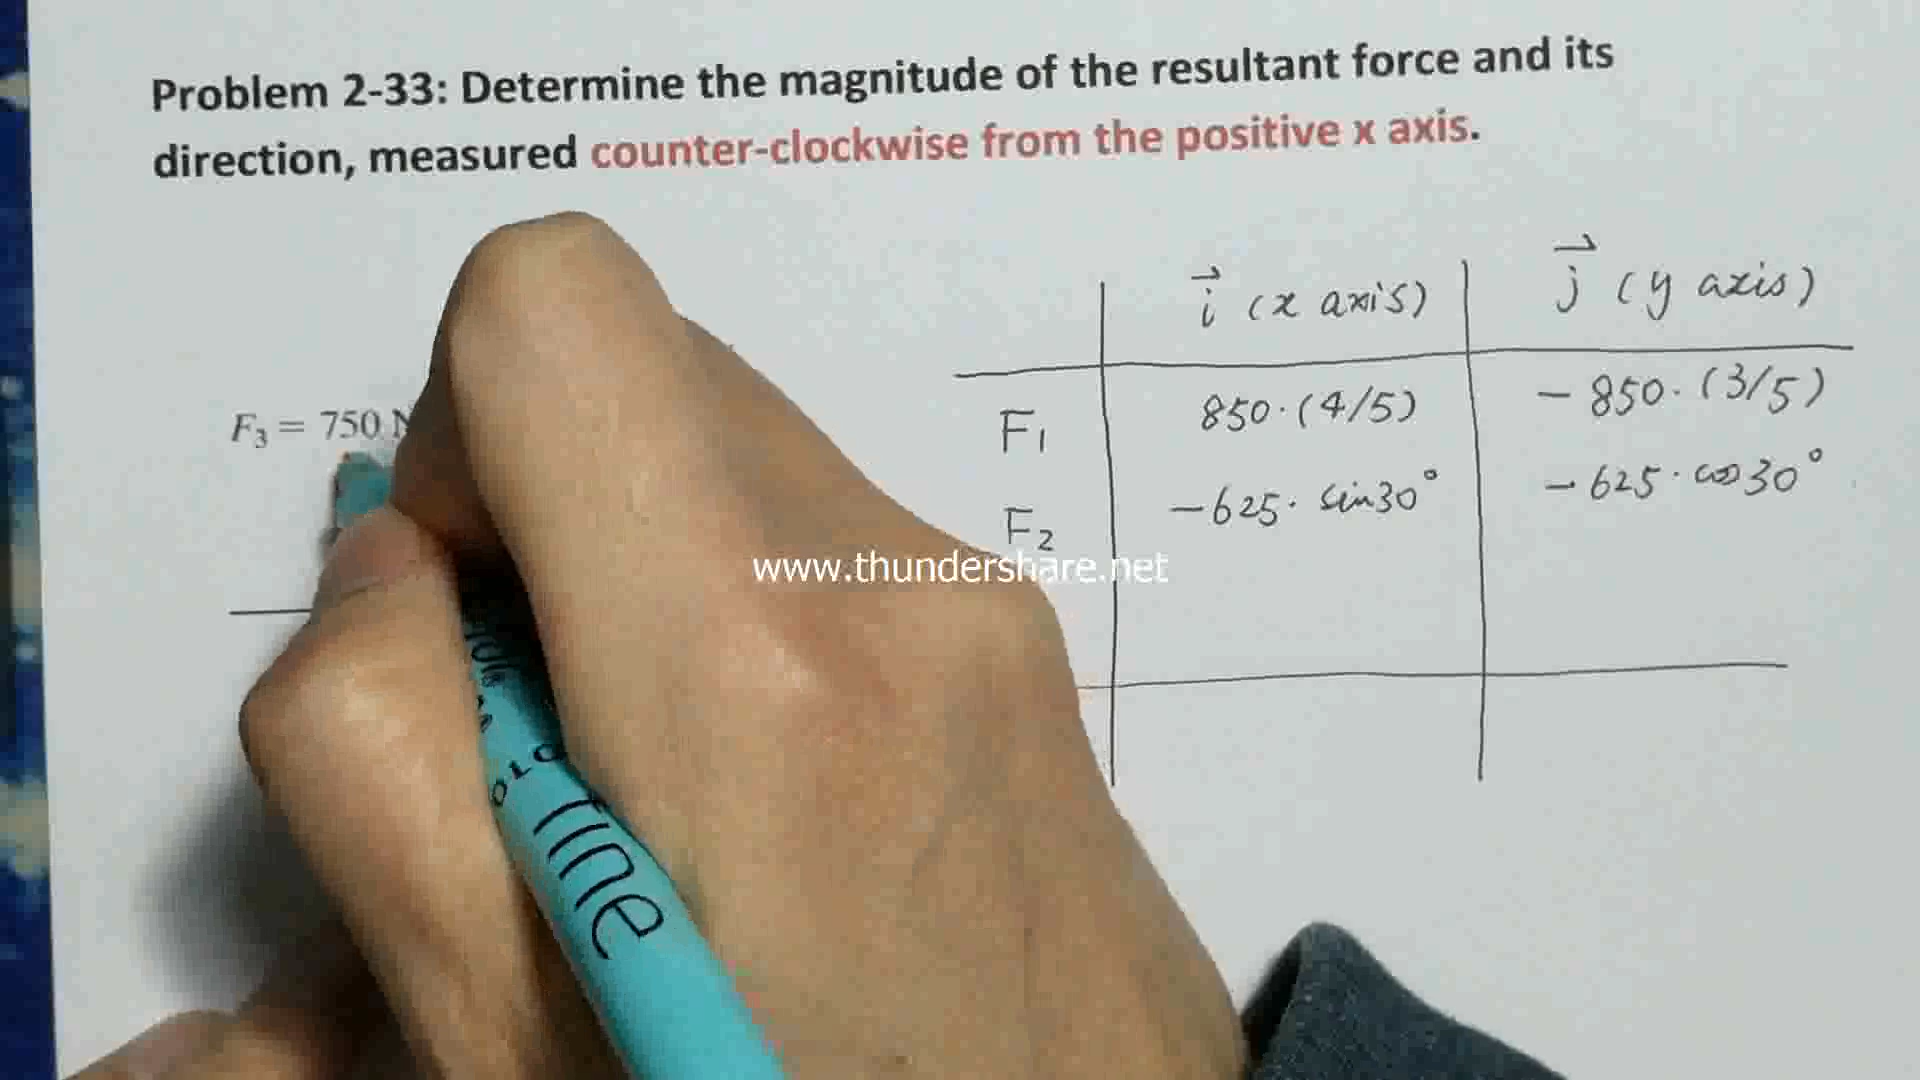 Problem 2-33: Determine the magnitude of the resultant force and its
direction, measured counter-clockwise from the positive x axis.
i (x axis)
j (y axis)
F₃ = 750 N
F₁
850·(4/5)
-850·(3/5)
F₂
-625·sin30°
-625·cos30°
www.thundershare.net
COLOR
fine